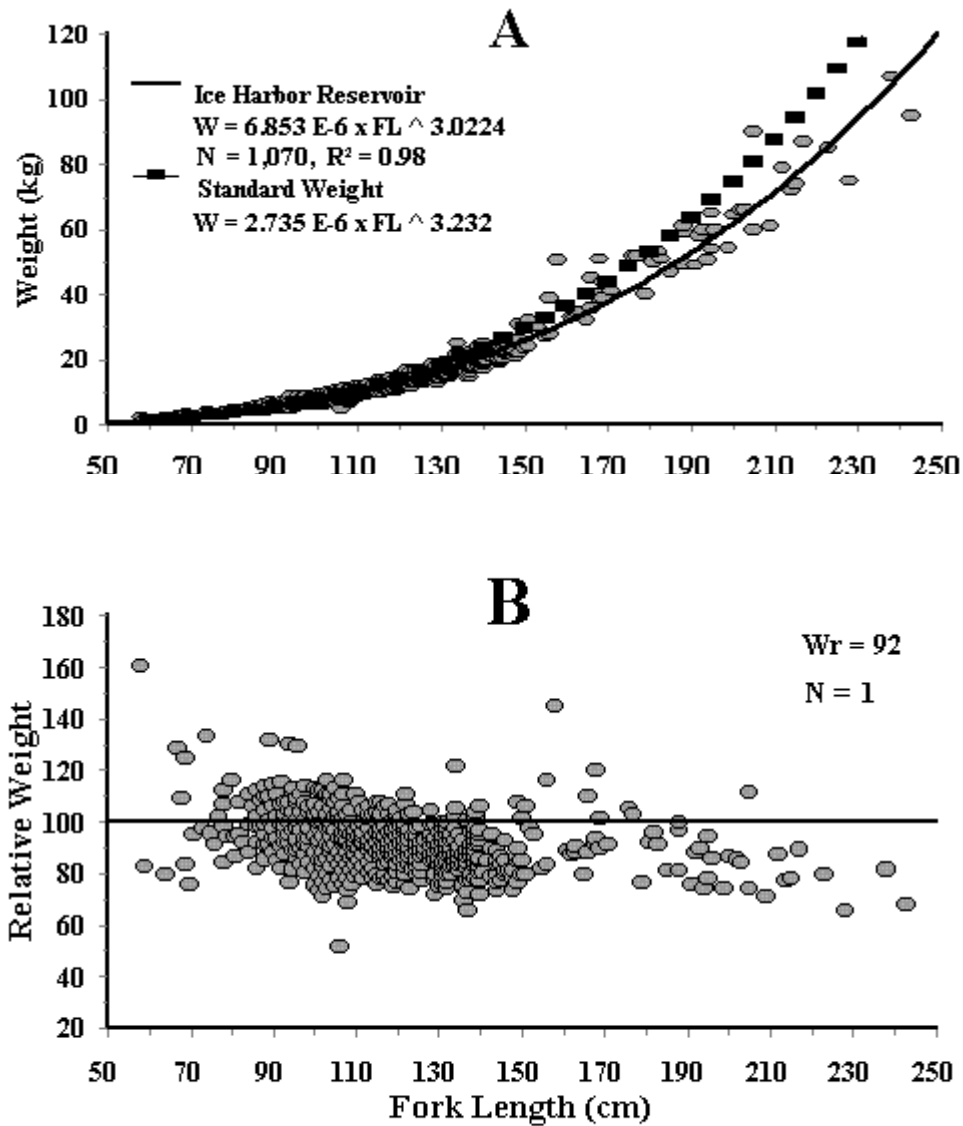 A
120
100
80
60
40
20
0
Weight (kg)
Ice Harbor Reservoir
W = 6.853 E-6 x FL ^ 3.0224
N = 1,070, R² = 0.98
Standard Weight
W = 2.735 E-6 x FL ^ 3.232
50 70 90 110 130 150 170 190 210 230 250
B
180
160
140
120
100
80
60
40
20
Relative Weight
Wr = 92
N = 1
50 70 90 110 130 150 170 190 210 230 250
Fork Length (cm)